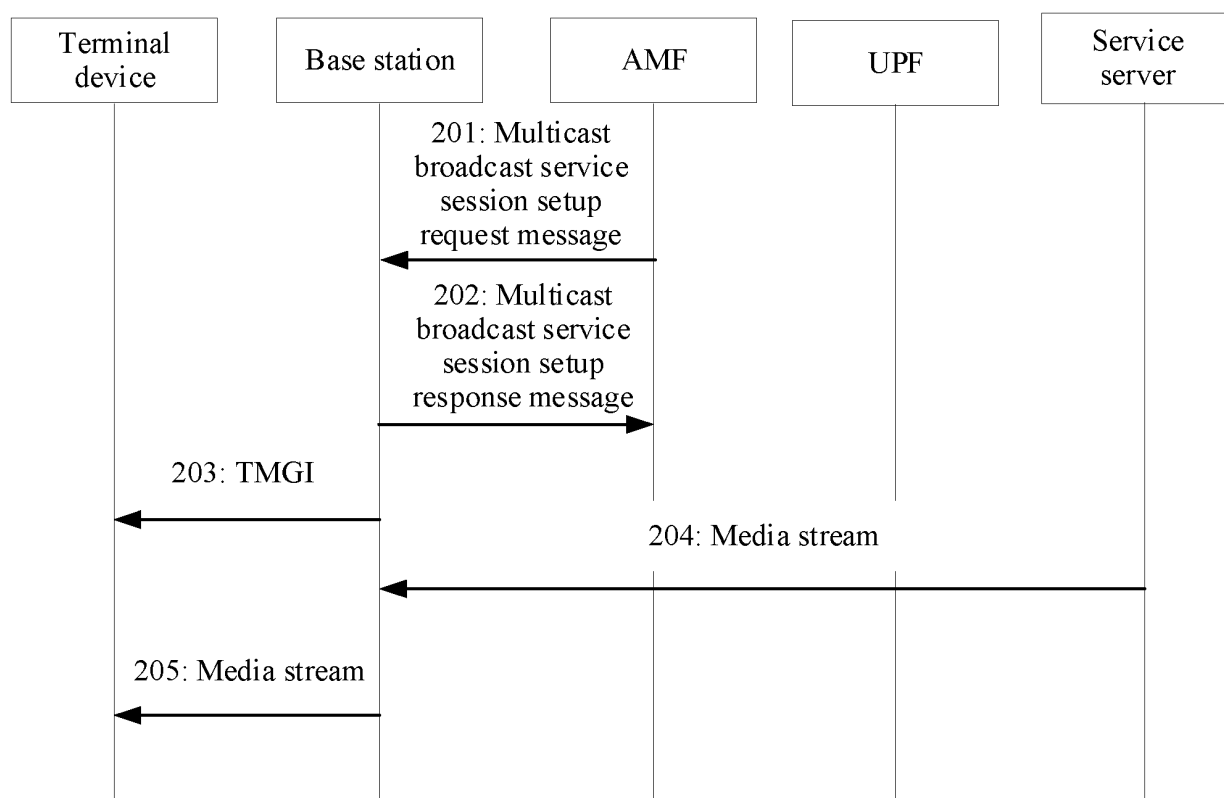 Terminal
device
Base station
AMF
UPF
Service
server
201: Multicast
broadcast service
session setup
request message
202: Multicast
broadcast service
session setup
response message
203: TMGI
204: Media stream
205: Media stream